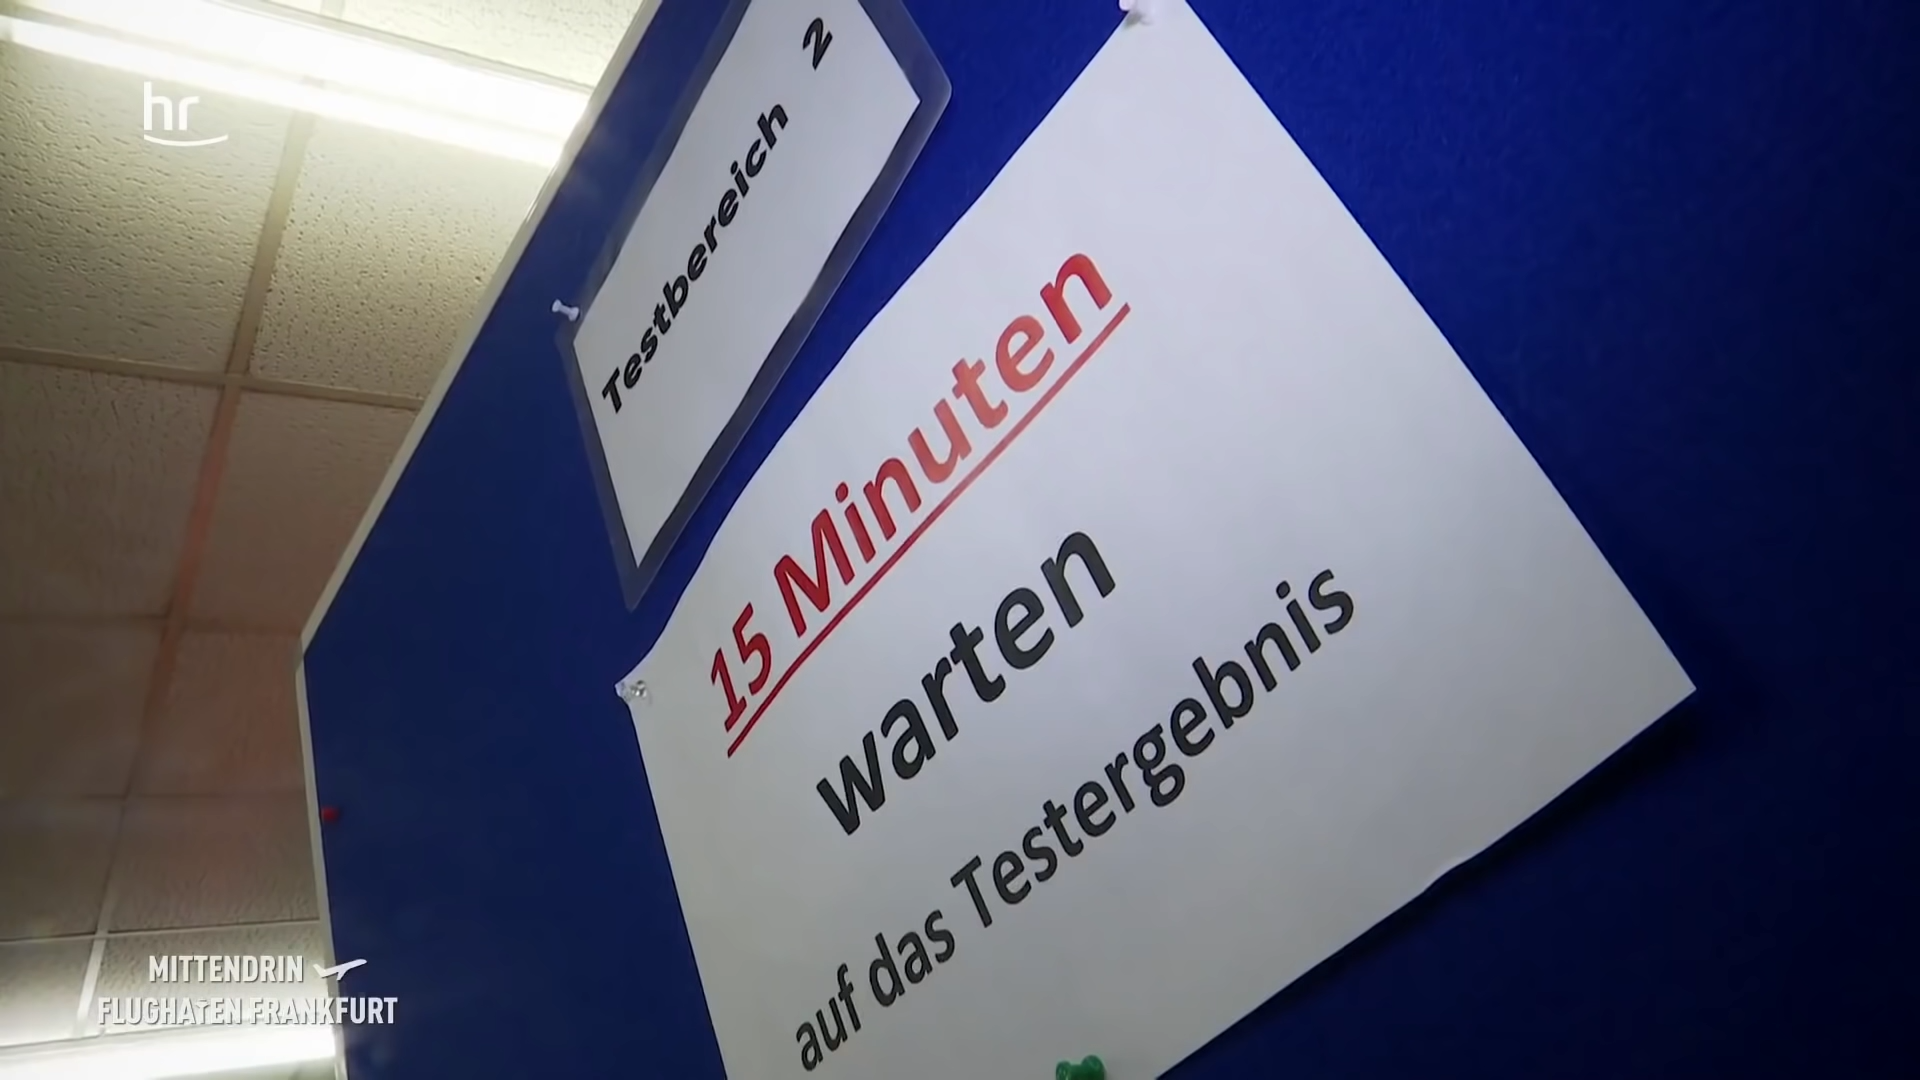 hr
Testbereich 2
15 Minuten
warten
auf das Testergebnis
MITTENDRIN
FLUGHAFEN FRANKFURT